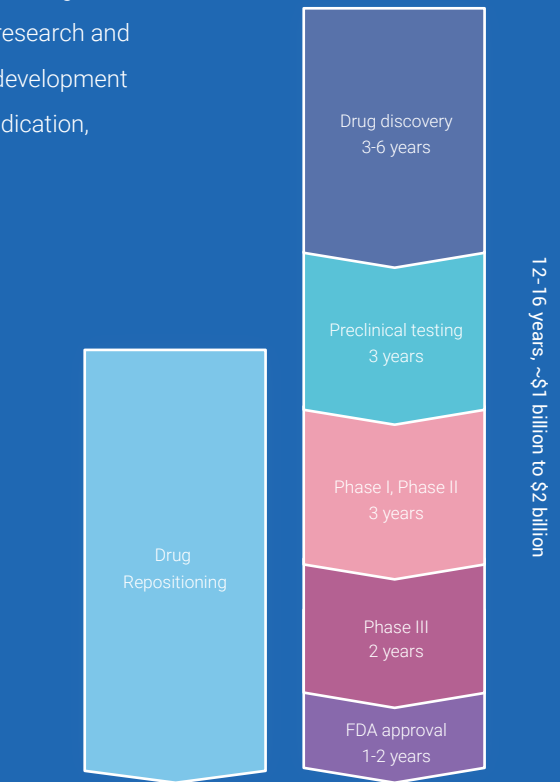 research and
development
Drug discovery
3-6 years
Preclinical testing
3 years
Phase I, Phase II
3 years
Drug
Repositioning
Phase III
2 years
FDA approval
1-2 years
12-16 years, ~$1 billion to $2 billion